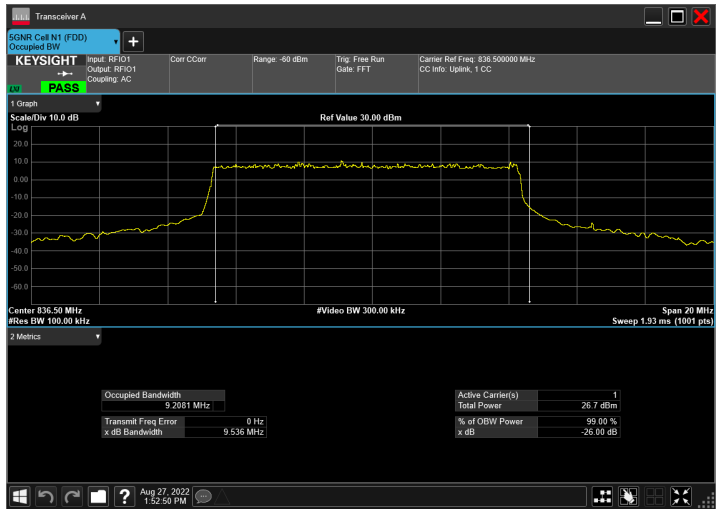 Transceiver A
5GNR Cell N1 (FDD)
Occupied BW
KEYSIGHT
LXI
PASS
Input: RFIO1
Output: RFIO1
Coupling: AC
Corr CCorr
Range: -60 dBm
Trig: Free Run
Gate: FFT
Carrier Ref Freq: 836.500000 MHz
CC Info: Uplink, 1 CC
1 Graph
Scale/Div 10.0 dB
Ref Value 30.00 dBm
Log
20.0
10.0
0.00
-10.0
-20.0
-30.0
-40.0
-50.0
-60.0
Center 836.50 MHz
#Video BW 300.00 kHz
Span 20 MHz
#Res BW 100.00 kHz
Sweep 1.93 ms (1001 pts)
2 Metrics
Occupied Bandwidth
9.2081 MHz
Transmit Freq Error 0 Hz
x dB Bandwidth 9.536 MHz
Active Carrier(s) 1
Total Power 26.7 dBm
% of OBW Power 99.00 %
x dB -26.00 dB
?
Aug 27, 2022
1:52:50 PM